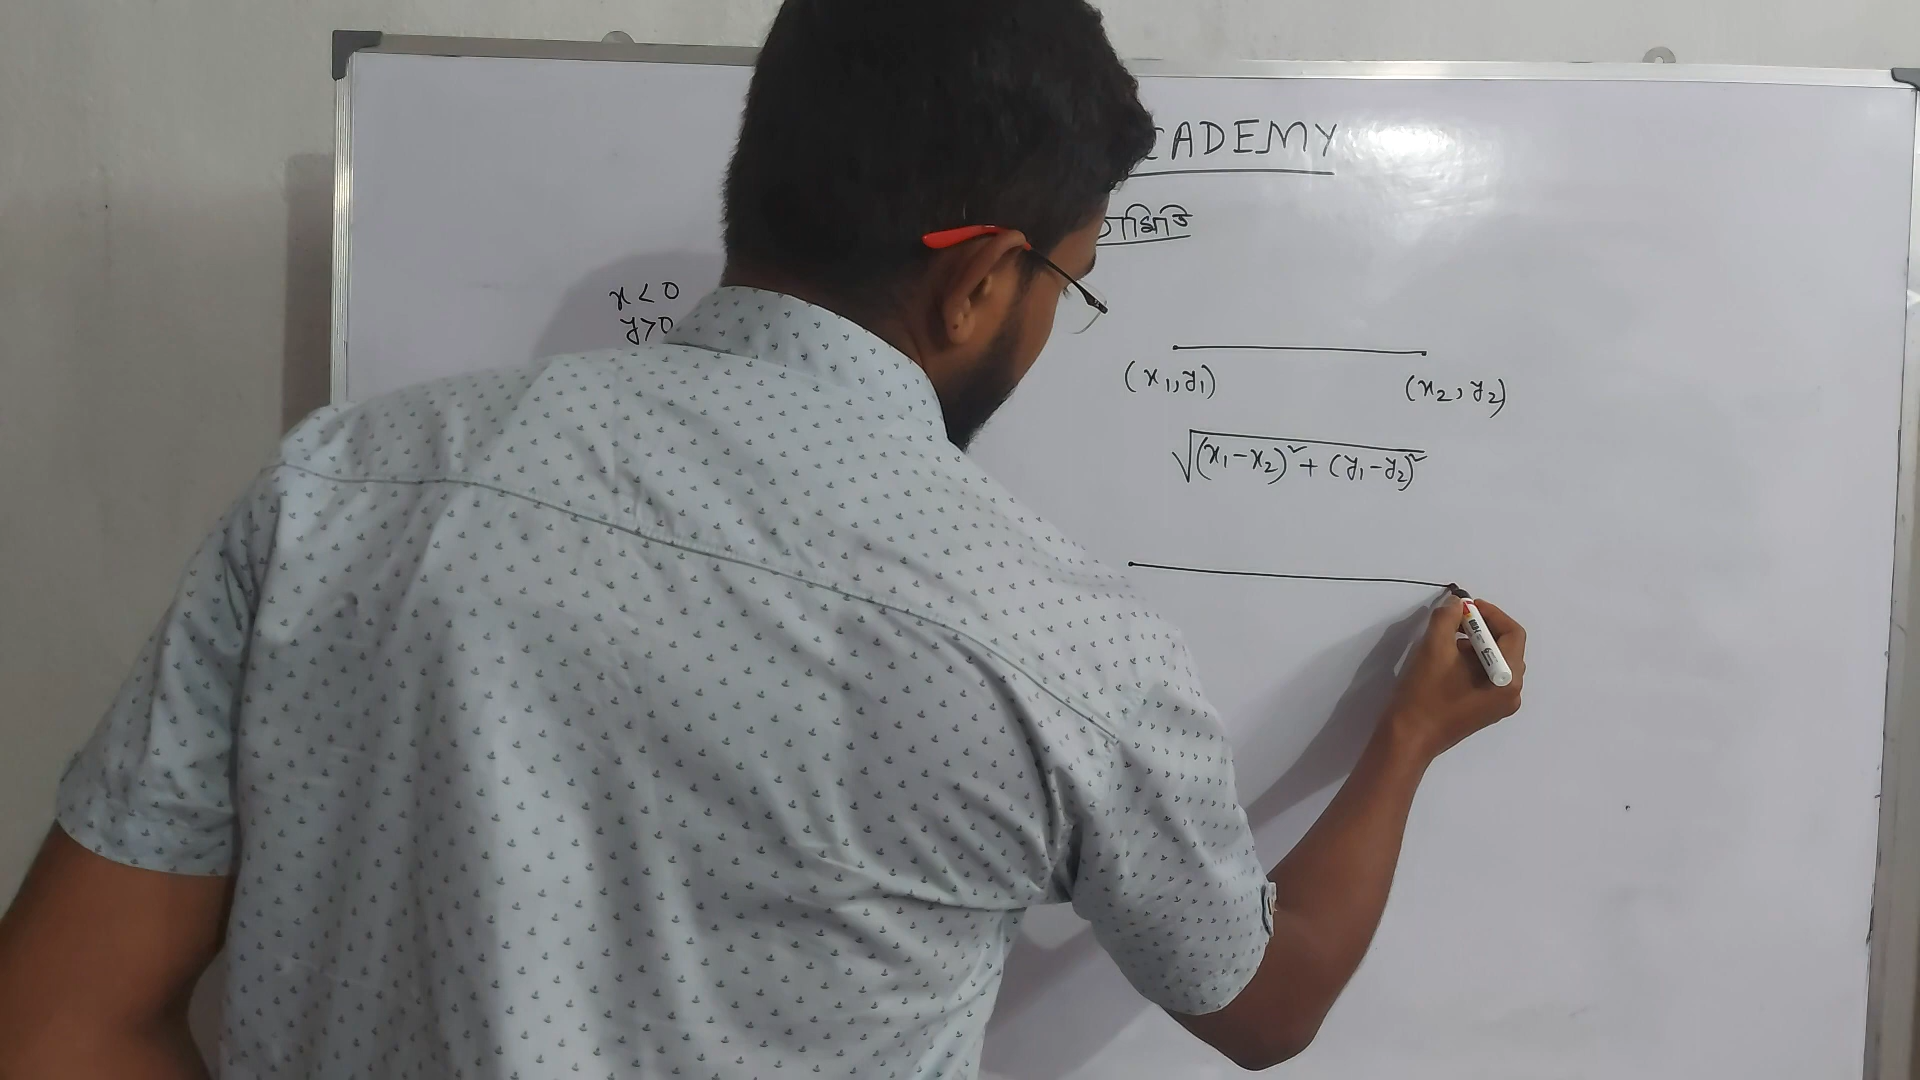 CADEMY
x < 0
y > 0
(x₁, y₁)
(x₂, y₂)
√(x₁-x₂)² + (y₁-y₂)²